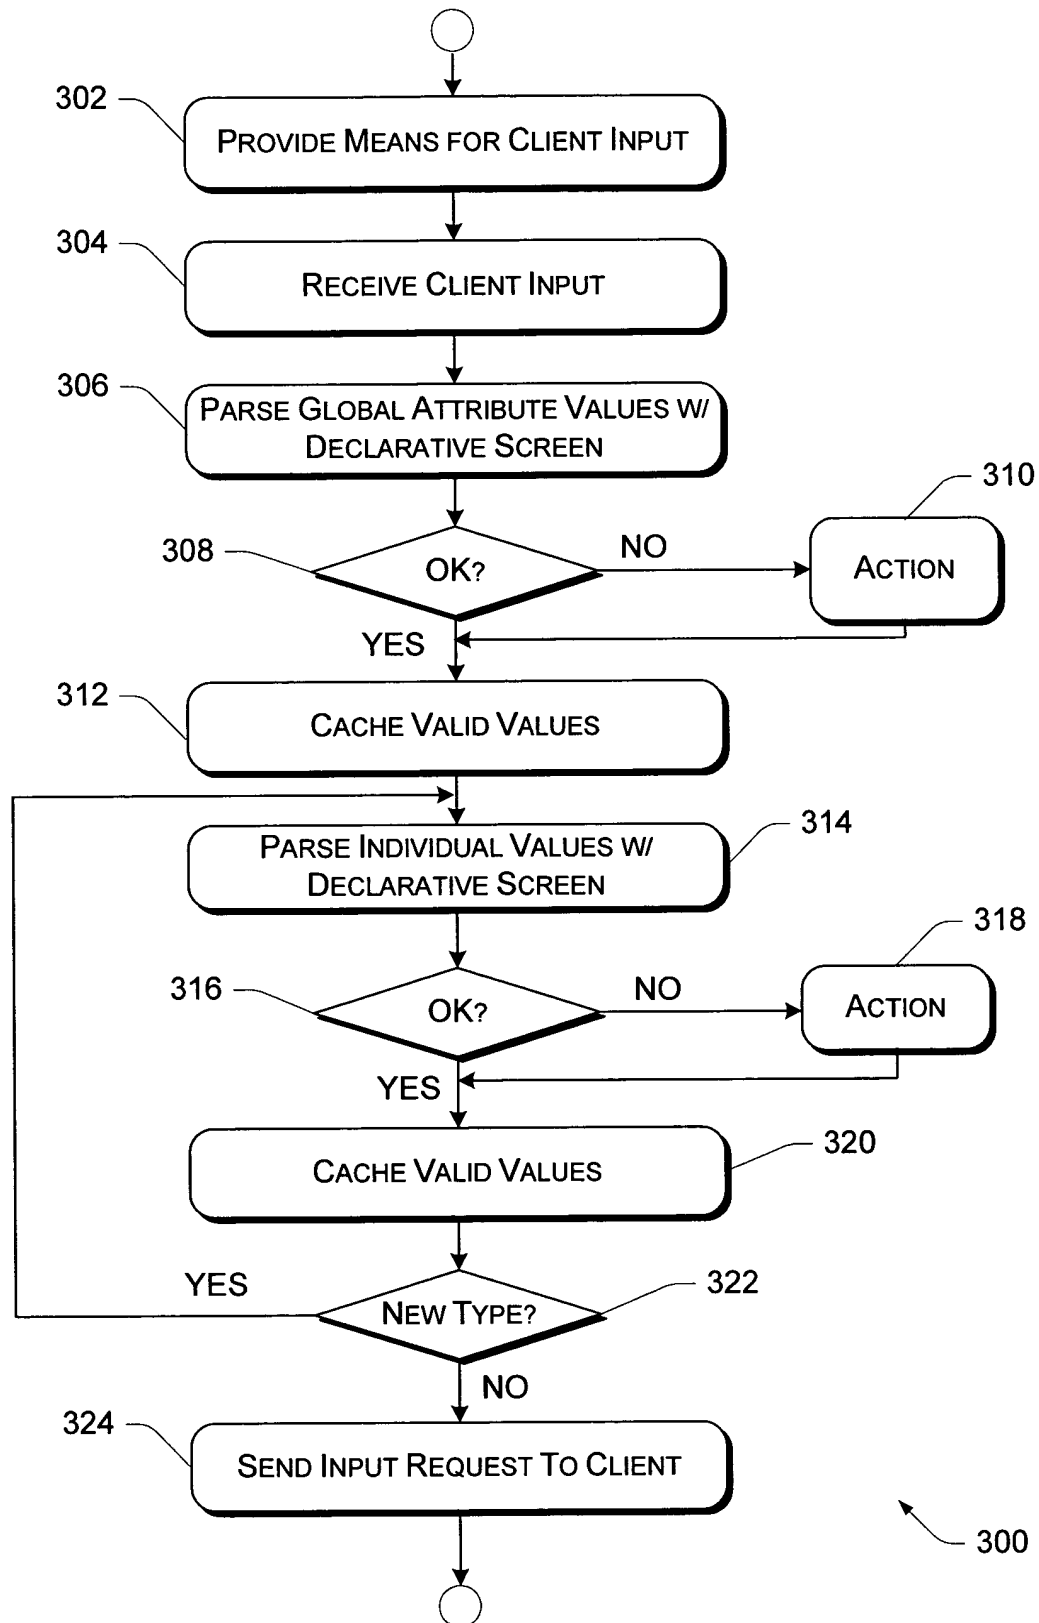 302
PROVIDE MEANS FOR CLIENT INPUT
304
RECEIVE CLIENT INPUT
306
PARSE GLOBAL ATTRIBUTE VALUES W/
DECLARATIVE SCREEN
310
308
OK?
NO
ACTION
YES
312
CACHE VALID VALUES
314
PARSE INDIVIDUAL VALUES W/
DECLARATIVE SCREEN
318
316
OK?
NO
ACTION
YES
320
CACHE VALID VALUES
YES
322
NEW TYPE?
NO
324
SEND INPUT REQUEST TO CLIENT
300